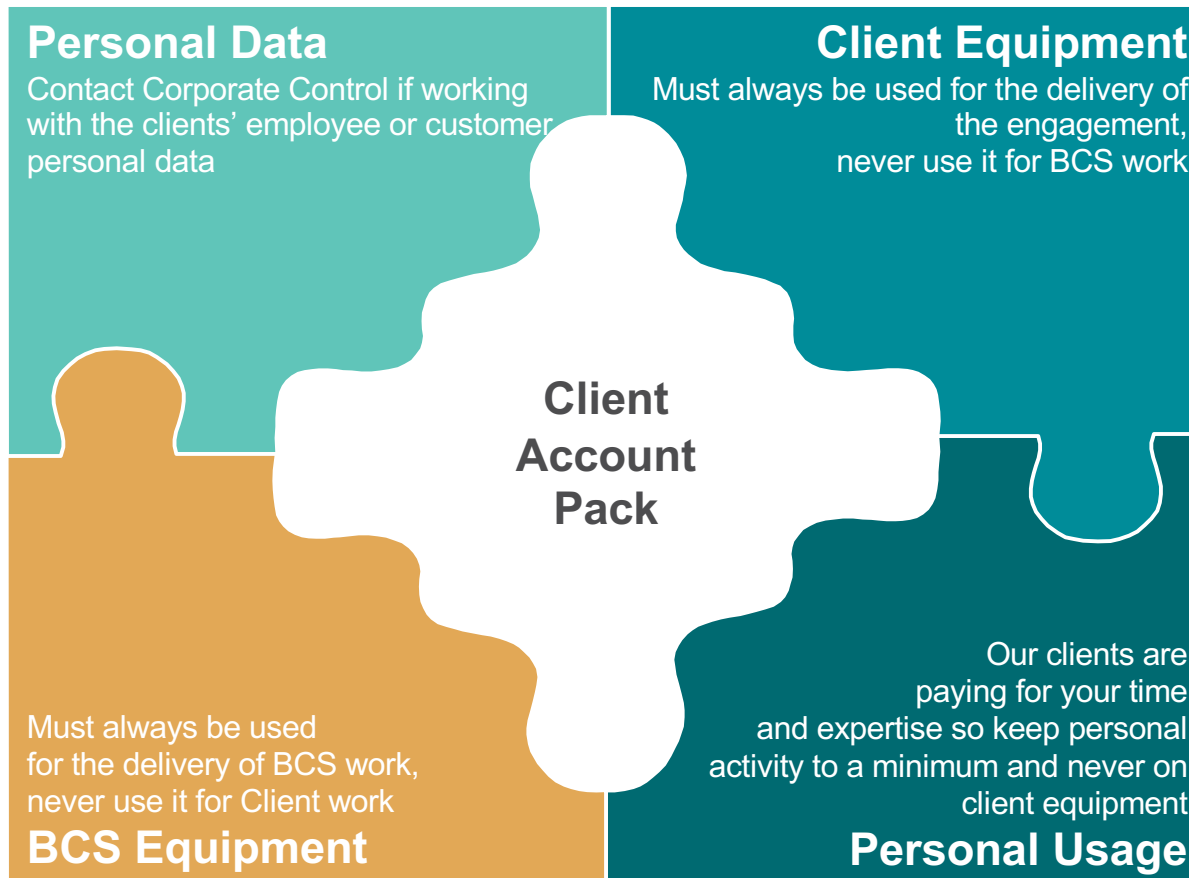 Personal Data
Contact Corporate Control if working
with the clients’ employee or customer
personal data
Client Equipment
Must always be used for the delivery of
the engagement,
never use it for BCS work
Client
Account
Pack
Must always be used
for the delivery of BCS work,
never use it for Client work
BCS Equipment
Our clients are
paying for your time
and expertise so keep personal
activity to a minimum and never on
client equipment
Personal Usage